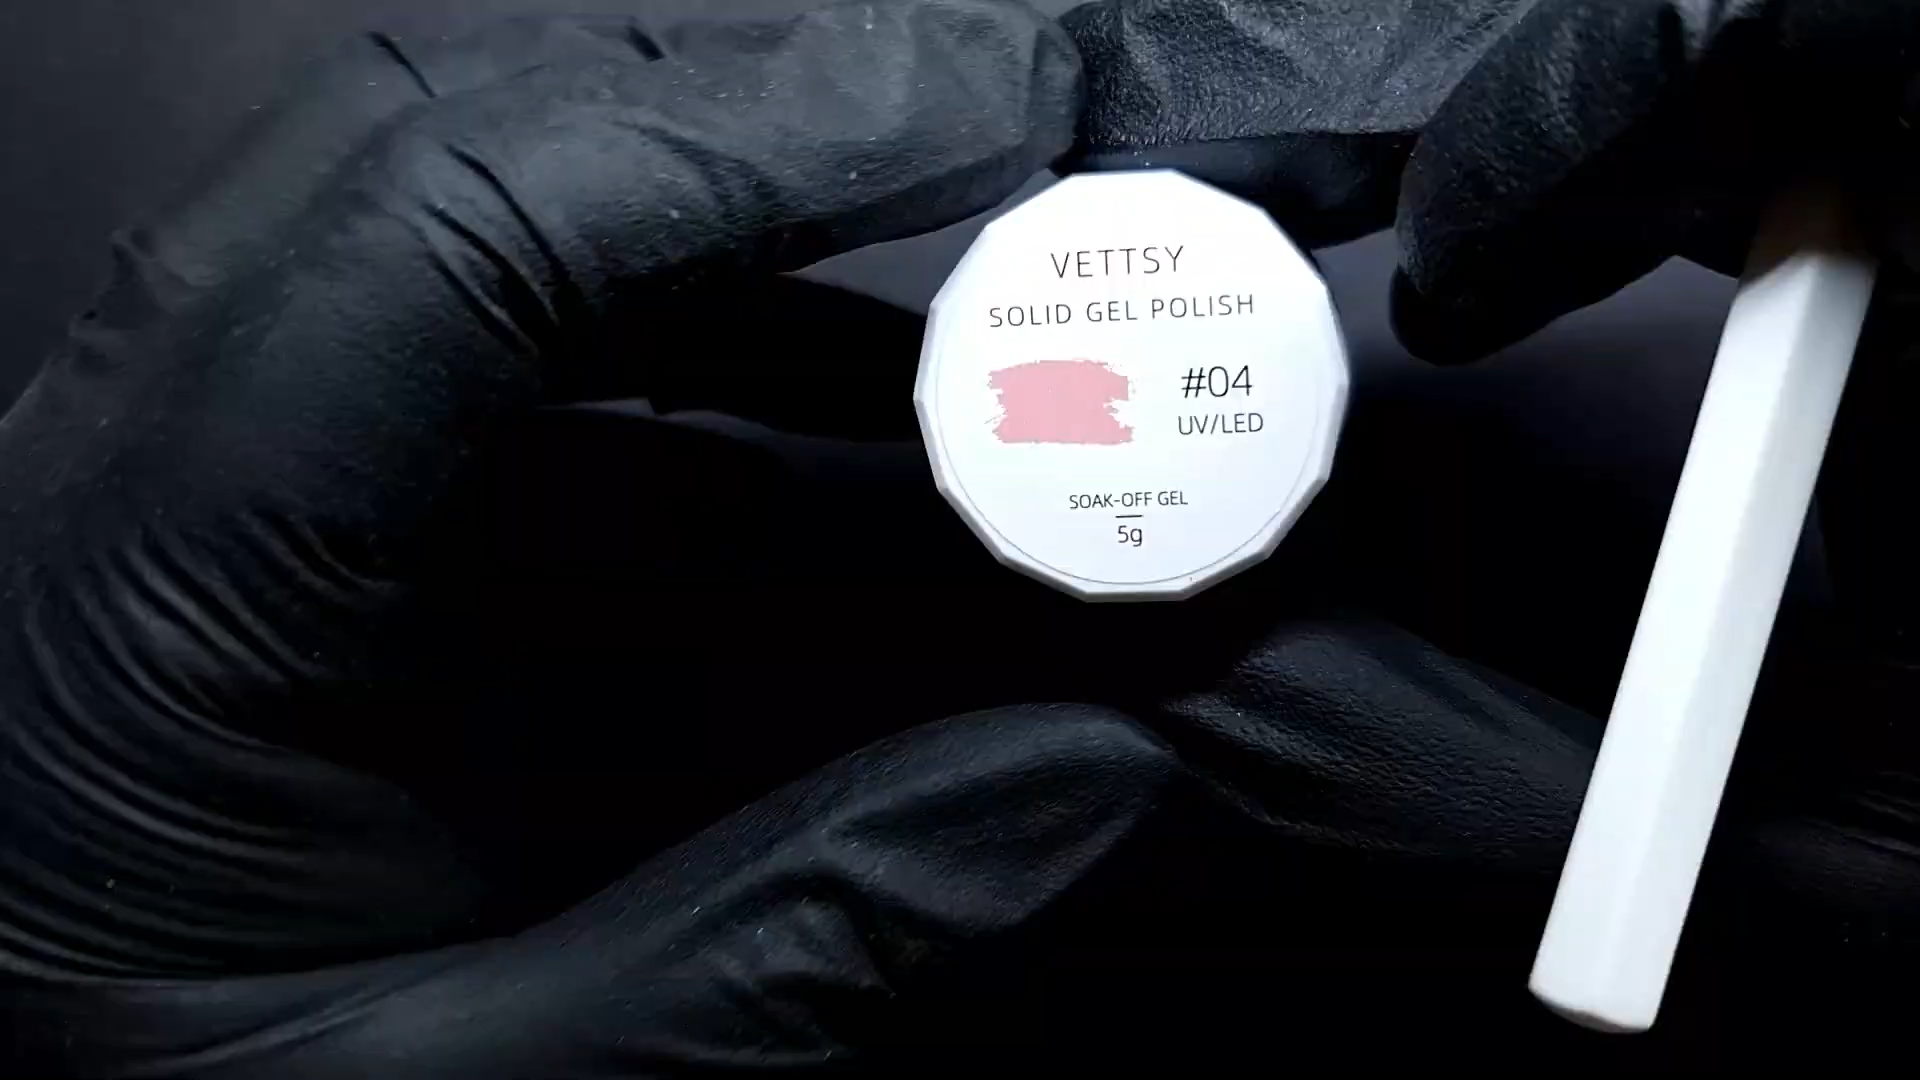 VETTSY
SOLID GEL POLISH
#04
UV/LED
SOAK-OFF GEL
5g